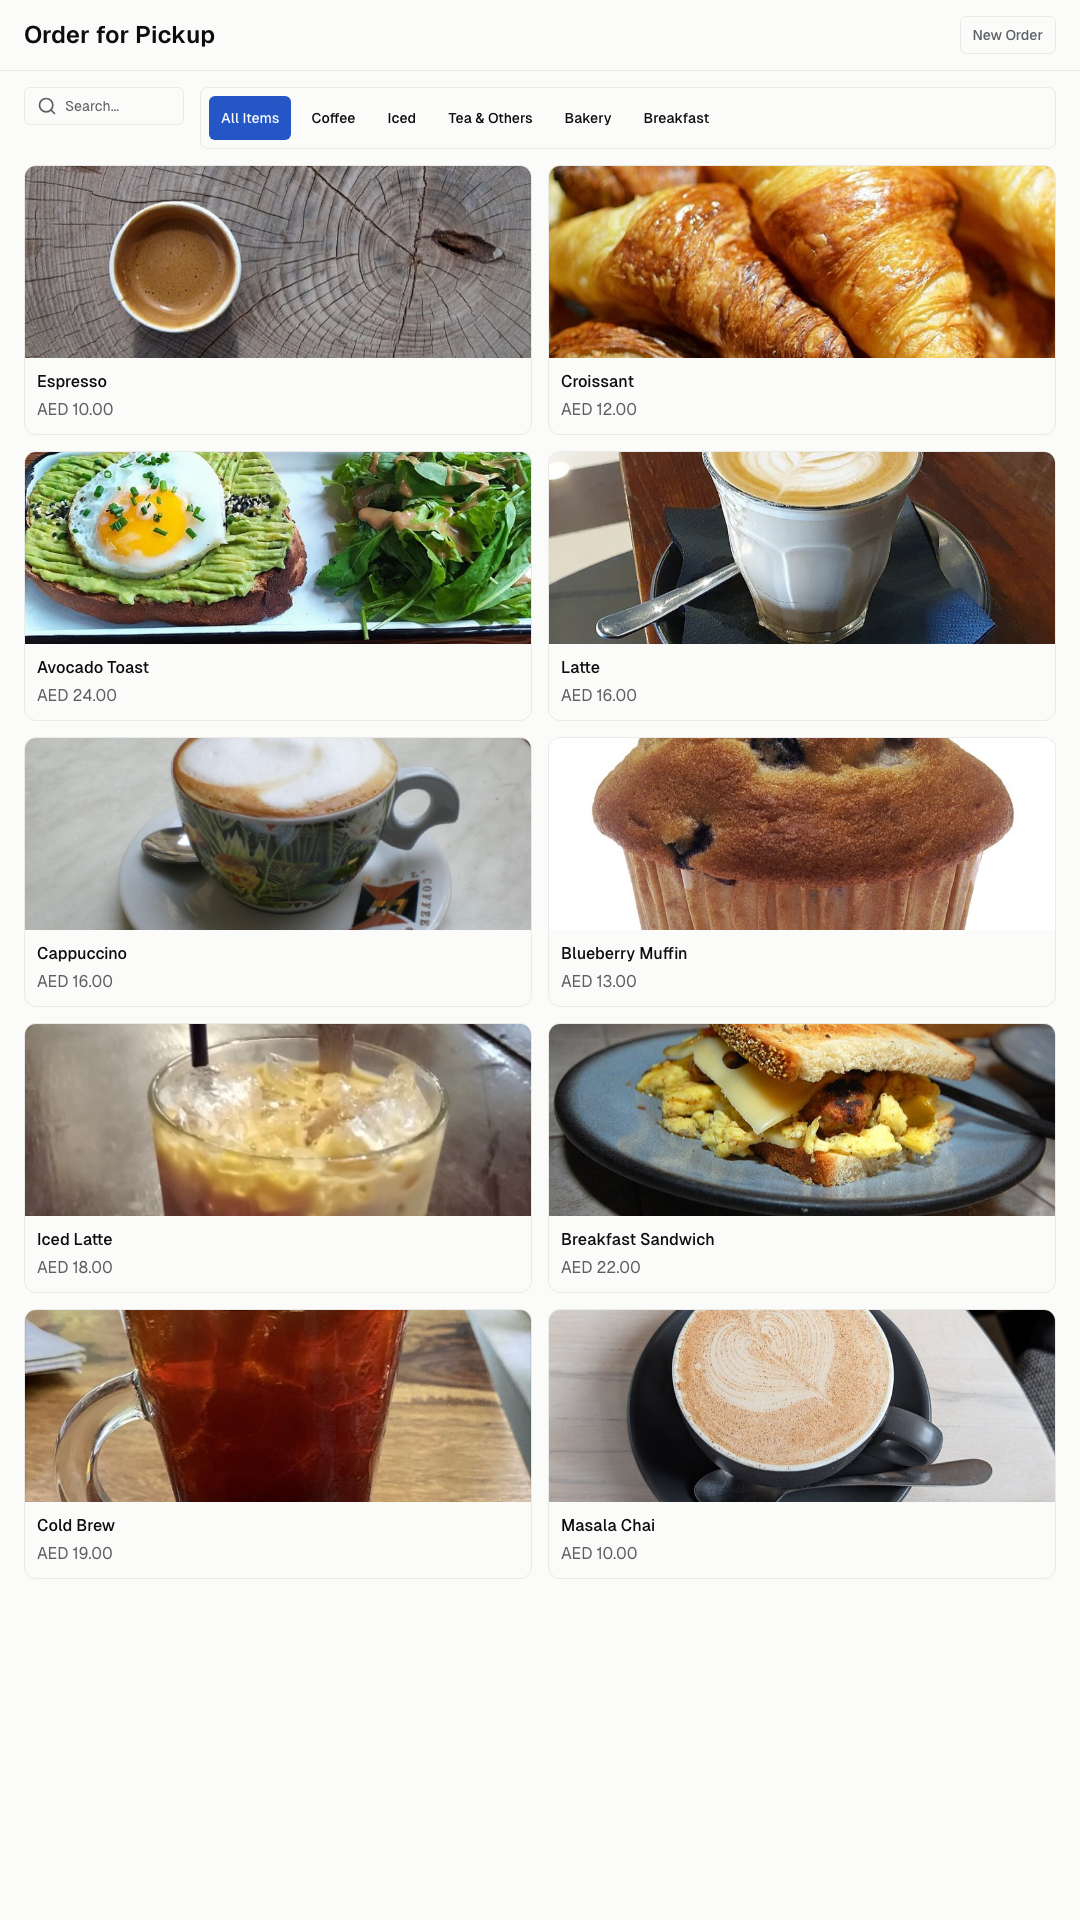 Order for Pickup
New Order
Search...
All Items Coffee Iced Tea & Others Bakery Breakfast
Espresso
AED 10.00
Croissant
AED 12.00
Avocado Toast
AED 24.00
Latte
AED 16.00
COFFEE
Cappuccino
AED 16.00
Blueberry Muffin
AED 13.00
Iced Latte
AED 18.00
Breakfast Sandwich
AED 22.00
Cold Brew
AED 19.00
Masala Chai
AED 10.00